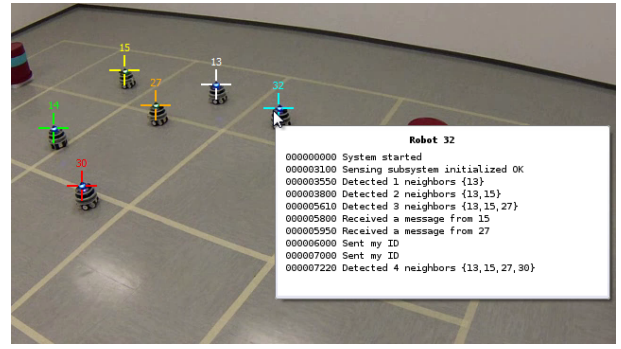 15
13
27
32
14
30
Robot 32
000000000 System started
000003100 Sensing subsystem initialized OK
000003550 Detected 1 neighbors {13}
000003800 Detected 2 neighbors {13,15}
000005610 Detected 3 neighbors {13,15,27}
000005800 Received a message from 15
000005950 Received a message from 27
000006000 Sent my ID
000007000 Sent my ID
000007220 Detected 4 neighbors {13,15,27,30}